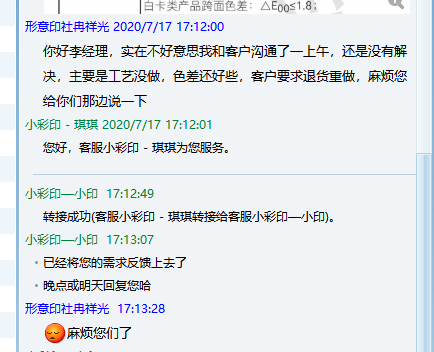 白卡类产品跨面色差：△E00≤1.8；
形意印社冉祥光 2020/7/17 17:12:00
你好李经理，实在不好意思我和客户沟通了一上午，还是没有解
决，主要是工艺没做，色差还好些，客户要求退货重做，麻烦您
给你们那边说一下
小彩印 - 琪琪 2020/7/17 17:12:01
您好，客服小彩印 - 琪琪为您服务。
小彩印—小印 17:12:49
转接成功(客服小彩印 - 琪琪转接给客服小彩印—小印)。
小彩印—小印 17:13:07
• 已经将您的需求反馈上去了
• 晚点或明天回复您哈
形意印社冉祥光 17:13:28
麻烦您们了